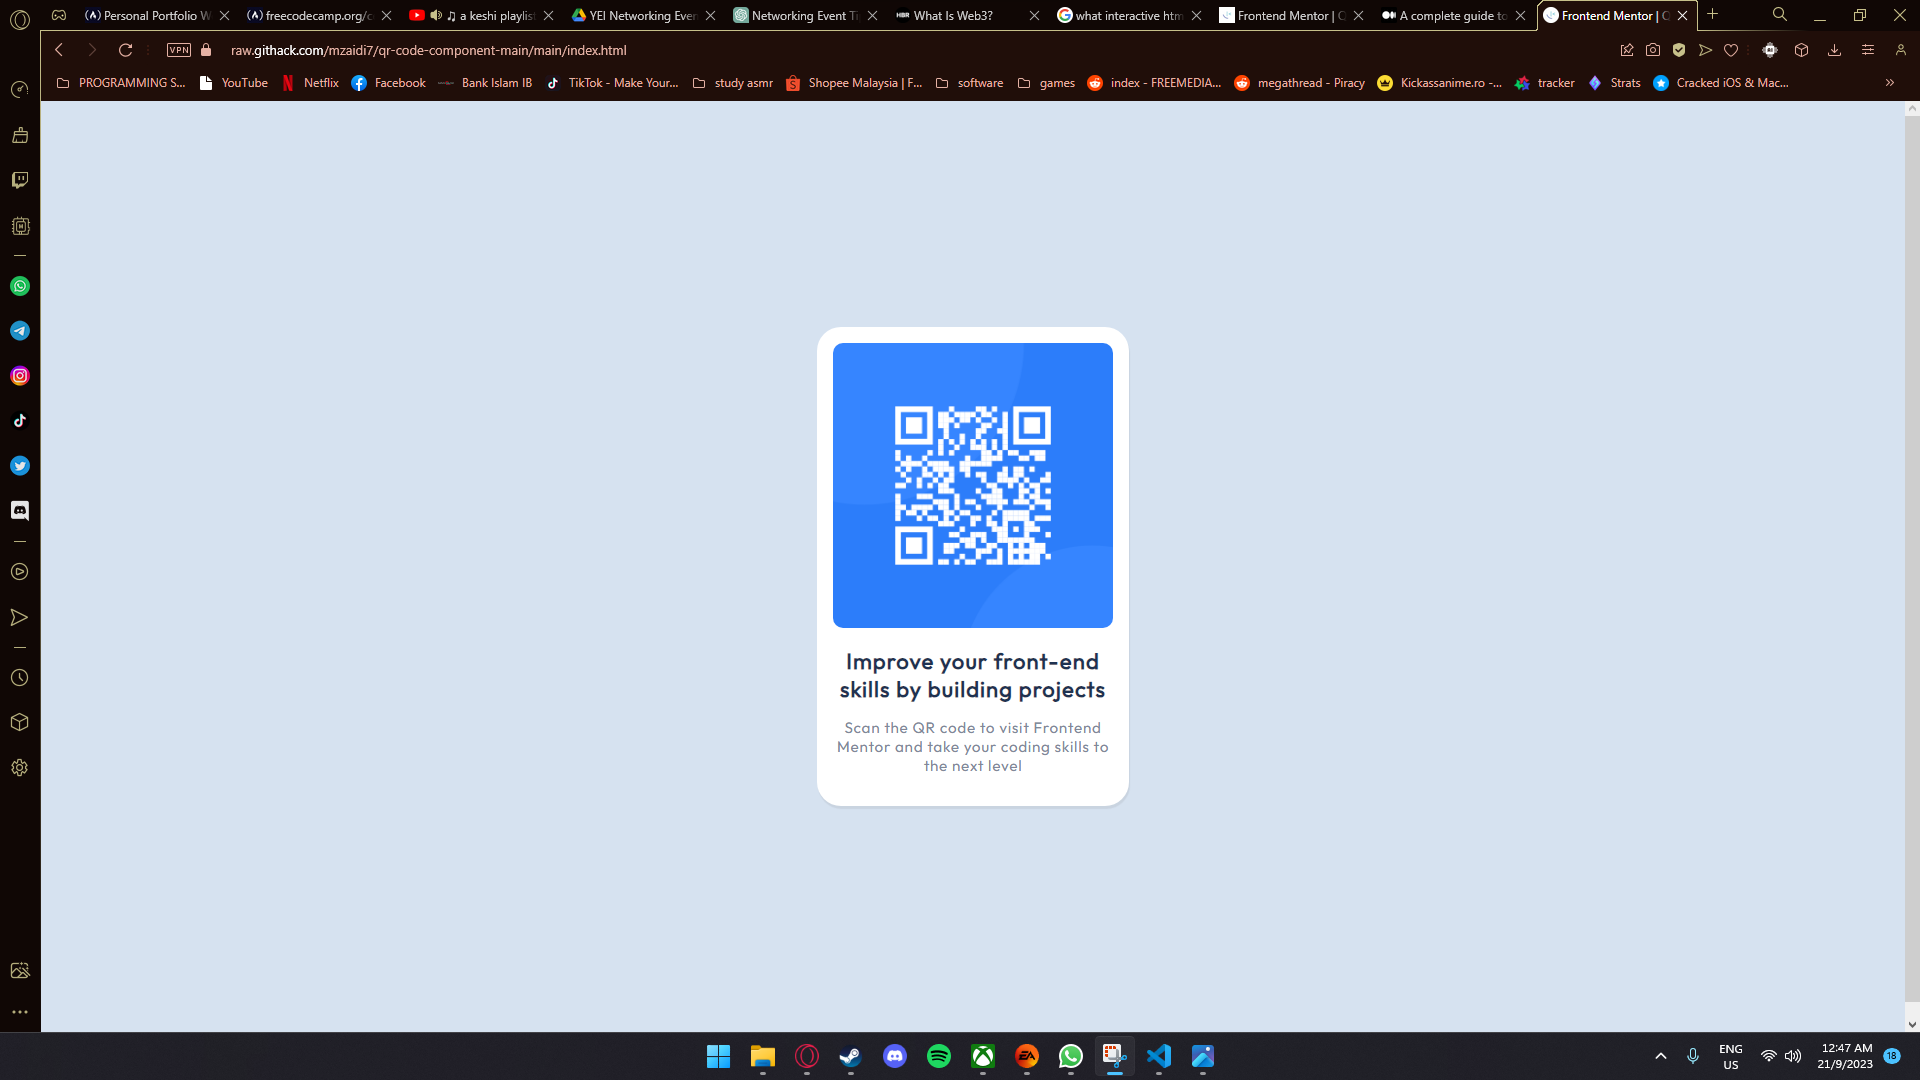 Personal Portfolio W
freecodecamp.org/c
♫ a keshi playlist
YEI Networking Even
Networking Event Ti
HBR What Is Web3?
what interactive htm
Frontend Mentor | Q
A complete guide to
Frontend Mentor | Q
VPN
raw.githack.com/mzaidi7/qr-code-component-main/main/index.html
PROGRAMMING S...
YouTube
Netflix
Facebook
Bank Islam IB
TikTok - Make Your...
study asmr
Shopee Malaysia | F...
software
games
index - FREEMEDIA...
megathread - Piracy
Kickassanime.ro -...
tracker
Strats
Cracked iOS & Mac...
Improve your front-end
skills by building projects
Scan the QR code to visit Frontend
Mentor and take your coding skills to
the next level
ENG
US
12:47 AM
21/9/2023
18